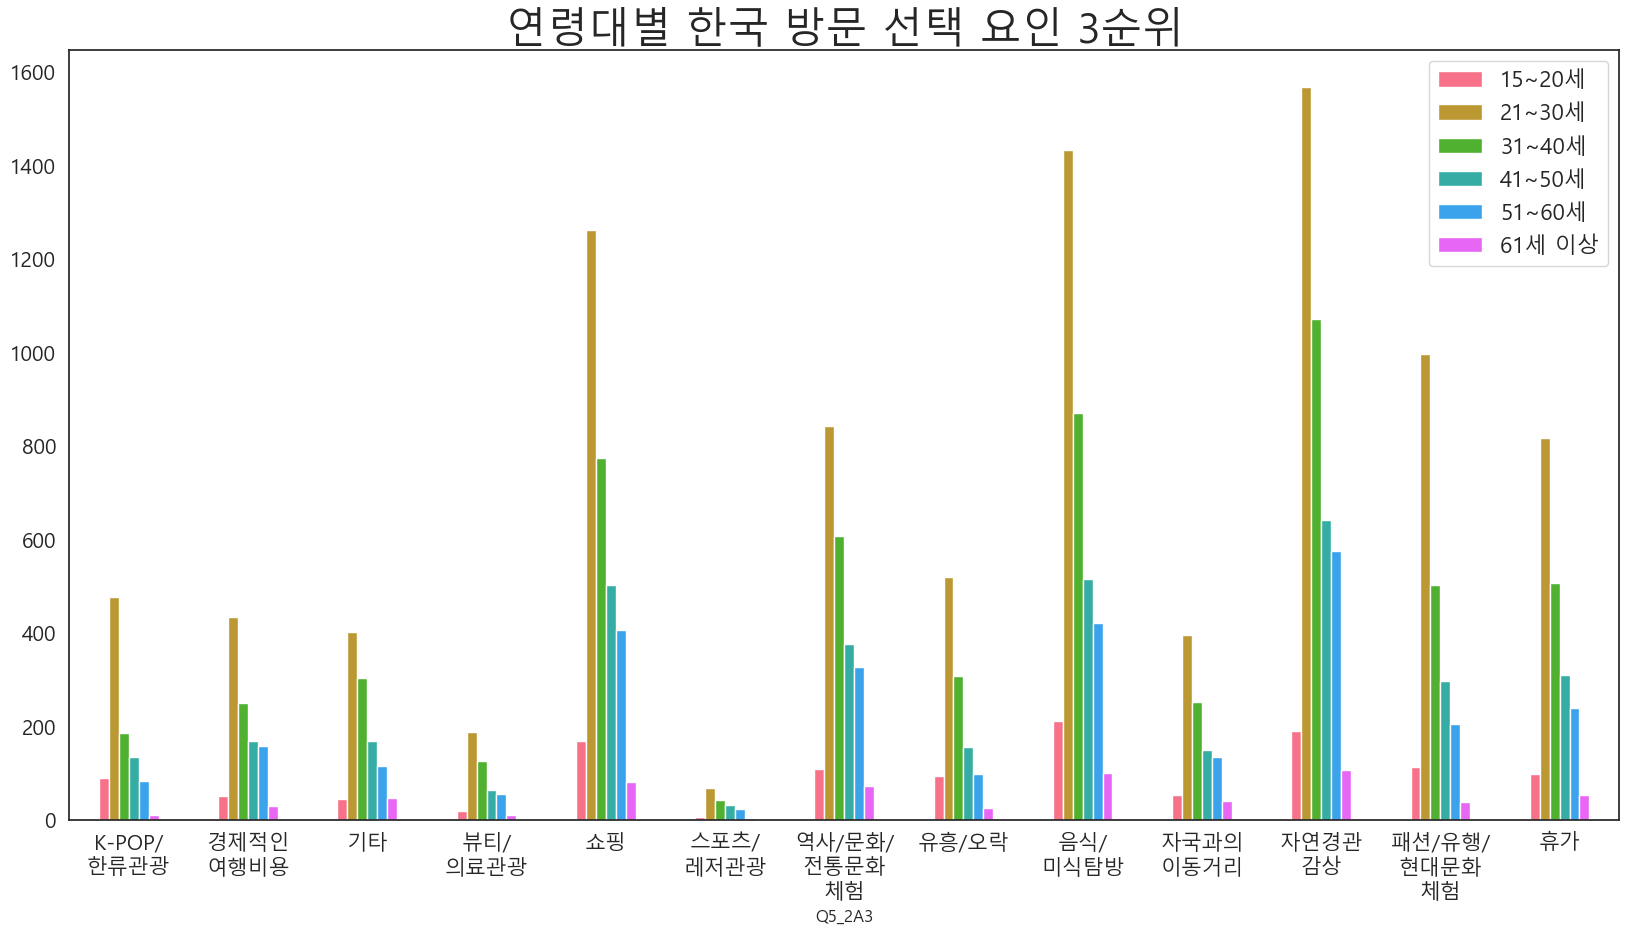 연령대별 한국 방문 선택 요인 3순위
1600
1400
1200
1000
800
600
400
200
0
15~20세
21~30세
31~40세
41~50세
51~60세
61세 이상
K-POP/
한류관광
경제적인
여행비용
기타
뷰티/
의료관광
쇼핑
스포츠/
레저관광
역사/문화/
전통문화
체험
유흥/오락
음식/
미식탐방
자국과의
이동거리
자연경관
감상
패션/유행/
현대문화
체험
휴가
Q5_2A3